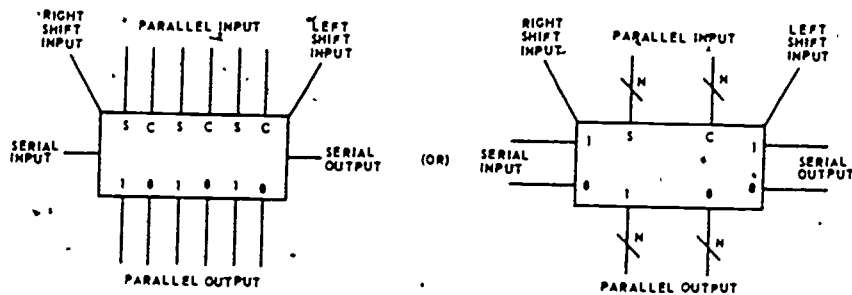 RIGHT
SHIFT
INPUT
PARALLEL INPUT
LEFT
SHIFT
INPUT
S C S C S C
SERIAL
INPUT
SERIAL
OUTPUT
1 0 1 0 1 0
PARALLEL OUTPUT
(OR)
RIGHT
SHIFT
INPUT
PARALLEL INPUT
LEFT
SHIFT
INPUT
N N
1 S C 1
SERIAL
INPUT
SERIAL
OUTPUT
0 1 0 0
N N
PARALLEL OUTPUT